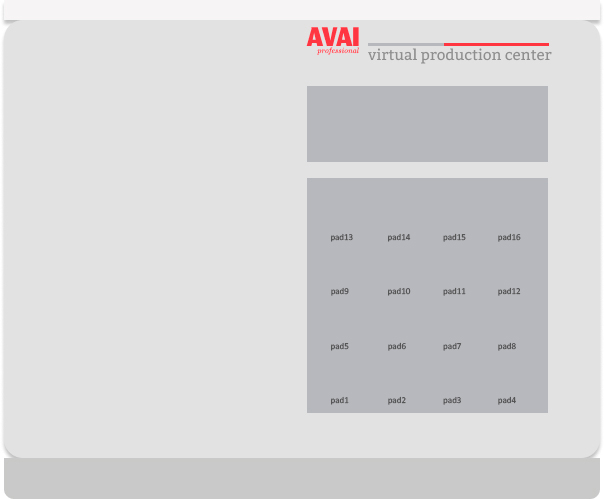 AVAI
professional
virtual production center
pad13 pad14 pad15 pad16
pad9 pad10 pad11 pad12
pad5 pad6 pad7 pad8
pad1 pad2 pad3 pad4